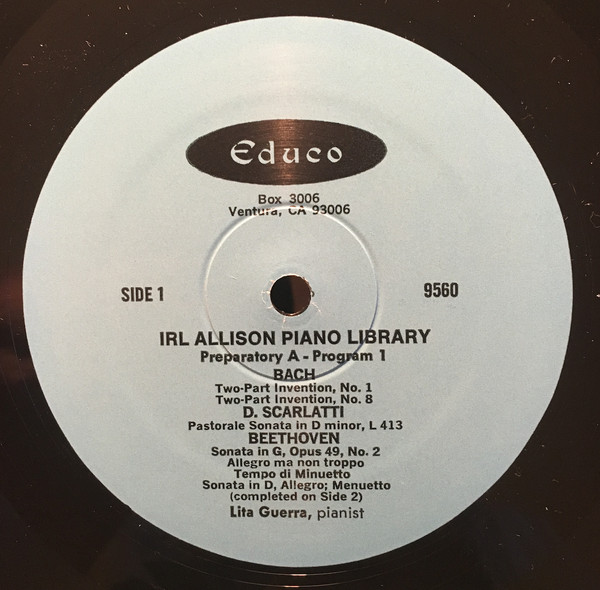 Educo
Box 3006
Ventura, CA 93006
SIDE 1
9560
IRL ALLISON PIANO LIBRARY
Preparatory A - Program 1
BACH
Two-Part Invention, No. 1
Two-Part Invention, No. 8
D. SCARLATTI
Pastorale Sonata in D minor, L 413
BEETHOVEN
Sonata in G, Opus 49, No. 2
Allegro ma non troppo
Tempo di Minuetto
Sonata in D, Allegro; Menuetto
(completed on Side 2)
Lita Guerra, pianist